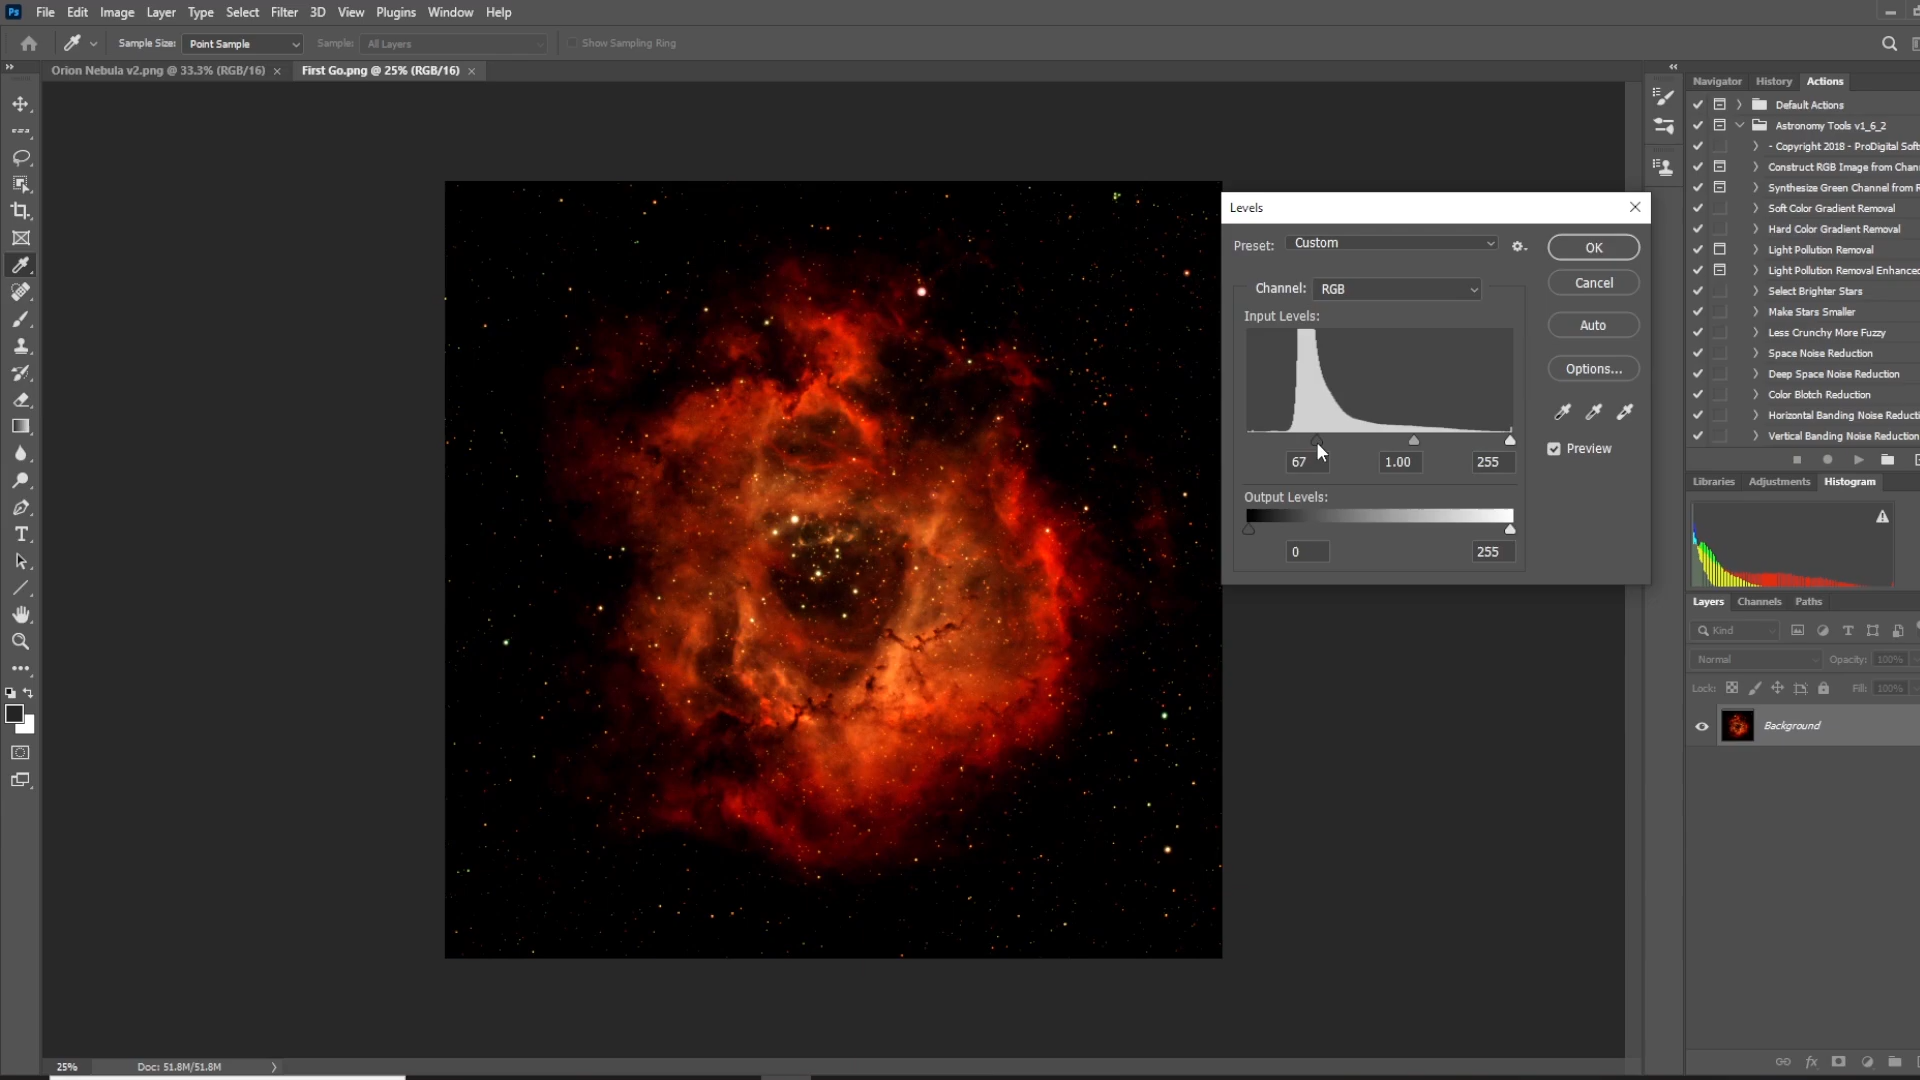 Ps File Edit Image Layer Type Select Filter 3D View Plugins Window Help
Sample Size: Point Sample Sample: All Layers Show Sampling Ring
Orion Nebula v2.png @ 33.3% (RGB/16) × First Go.png @ 25% (RGB/16) ×
Navigator History Actions
Default Actions
Astronomy Tools v1_6_2
- Copyright 2018 - ProDigital Soft
Construct RGB Image from Chan
Synthesize Green Channel from R
Soft Color Gradient Removal
Hard Color Gradient Removal
Light Pollution Removal
Light Pollution Removal Enhanced
Select Brighter Stars
Make Stars Smaller
Less Crunchy More Fuzzy
Space Noise Reduction
Deep Space Noise Reduction
Color Blotch Reduction
Horizontal Banding Noise Reducti
Vertical Banding Noise Reduction
Levels
Preset: Custom
OK
Channel: RGB
Cancel
Input Levels:
Auto
Options...
Preview
67 1.00 255
Output Levels:
0 255
Libraries Adjustments Histogram
Layers Channels Paths
Kind
Normal Opacity: 100%
Lock: Fill: 100%
Background
25% Doc: 51.8M/51.8M